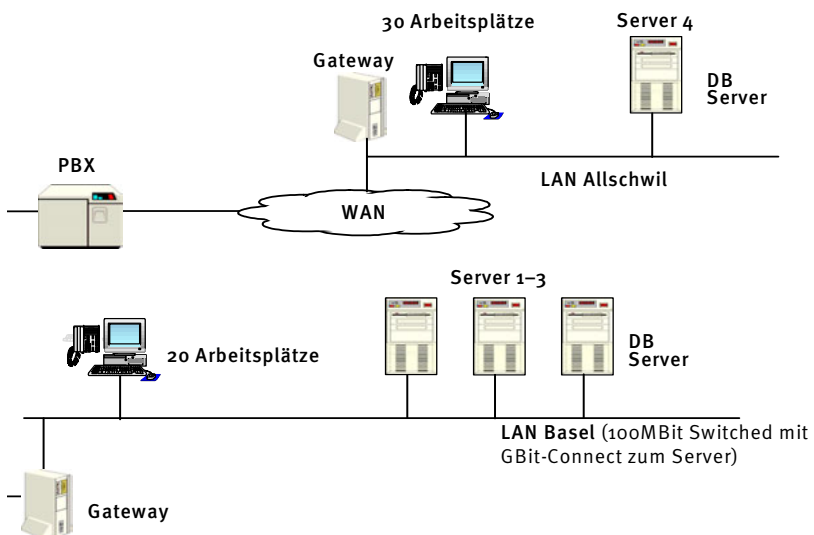 30 Arbeitsplätze
Server 4
Gateway
DB
Server
PBX
LAN Allschwil
WAN
Server 1–3
20 Arbeitsplätze
DB
Server
LAN Basel (100MBit Switched mit
GBit-Connect zum Server)
Gateway